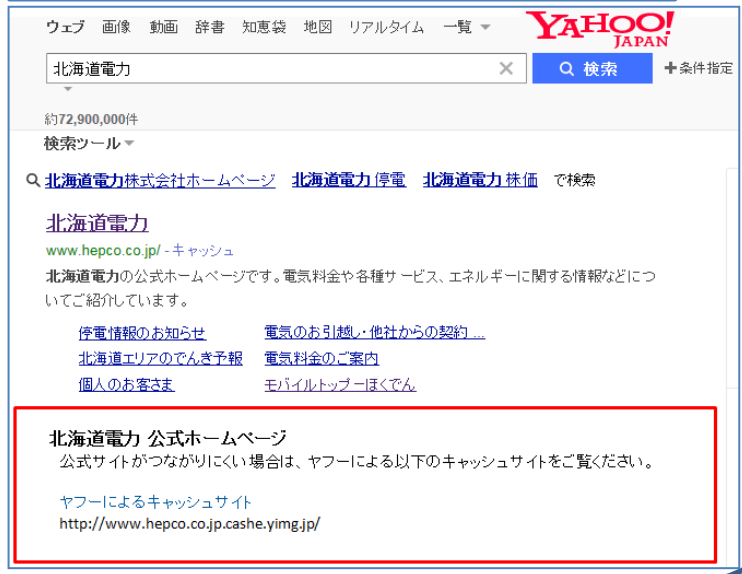 ウェブ 画像 動画 辞書 知恵袋 地図 リアルタイム 一覧
YAHOO!
JAPAN
北海道電力
検索
+条件指定
約72,900,000件
検索ツール
北海道電力株式会社ホームページ 北海道電力 停電 北海道電力 株価 で検索
北海道電力
www.hepco.co.jp/ - キャッシュ
北海道電力の公式ホームページです。電気料金や各種サービス、エネルギーに関する情報などにつ
いてご紹介しています。
停電情報のお知らせ 電気のお引越し・他社からの契約 ...
北海道エリアのでんき予報 電気料金のご案内
個人のお客さま モバイルトップーほくでん
北海道電力 公式ホームページ
公式サイトがつながりにくい場合は、ヤフーによる以下のキャッシュサイトをご覧ください。
ヤフーによるキャッシュサイト
http://www.hepco.co.jp.cashe.yimg.jp/